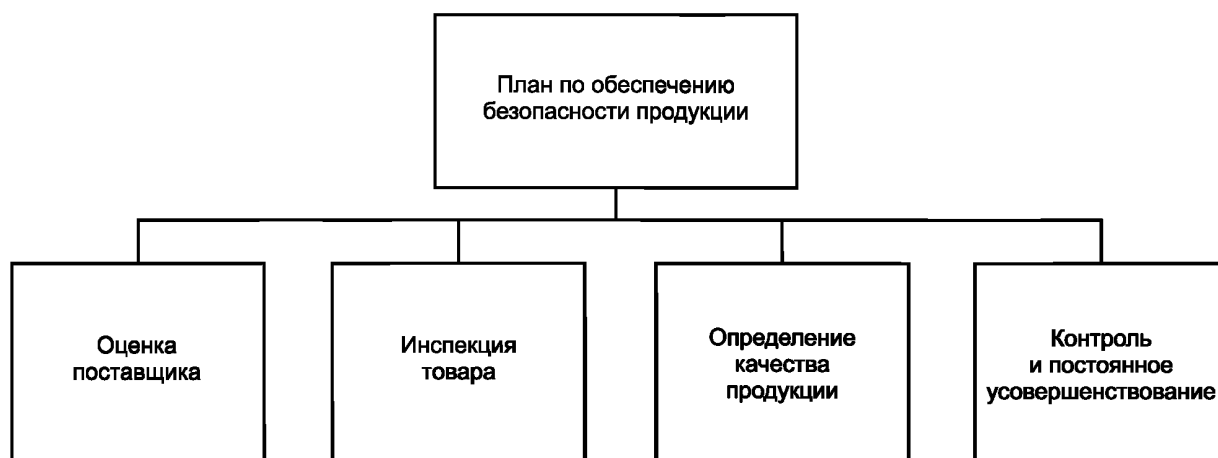 План по обеспечению
безопасности продукции
Оценка
поставщика
Инспекция
товара
Определение
качества
продукции
Контроль
и постоянное
усовершенствование